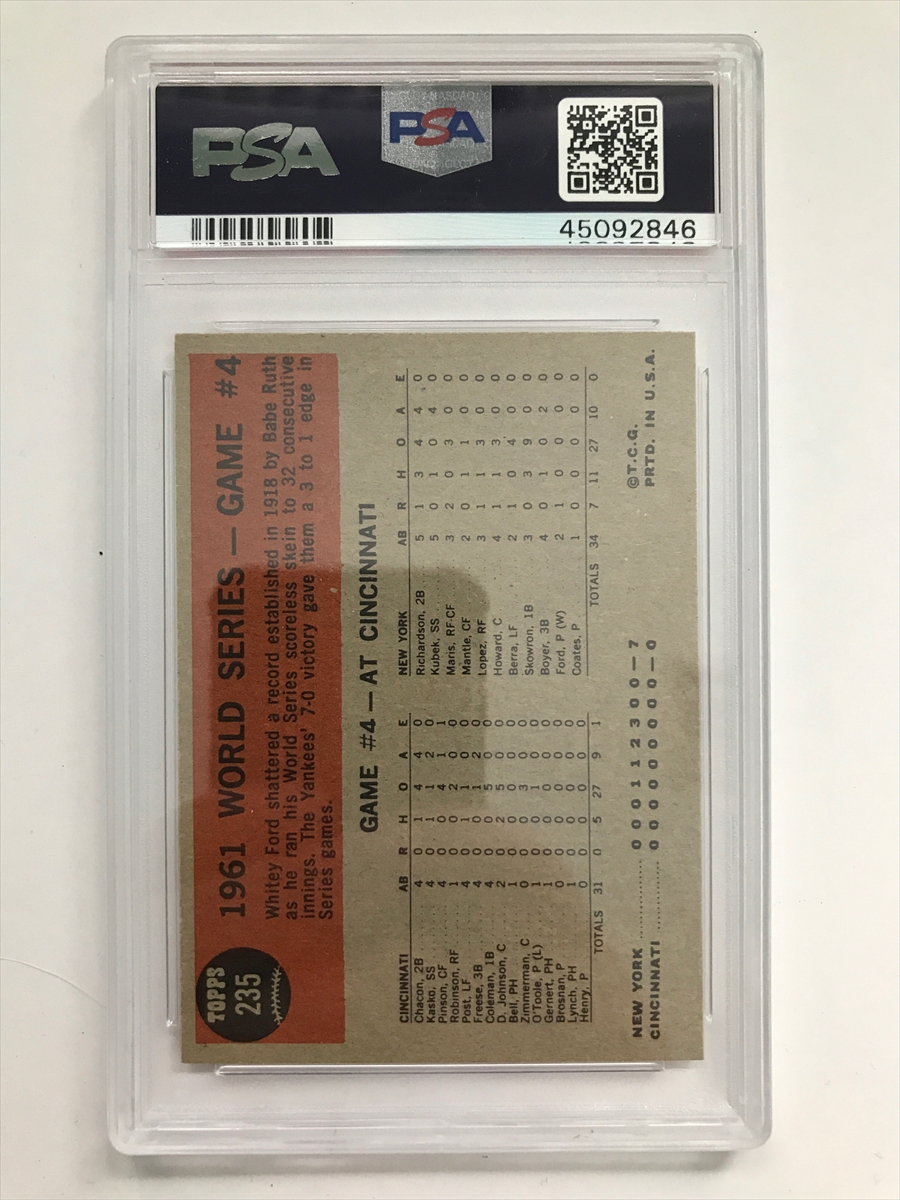 PSA
PSA
45092846
TOPPS
235
1961 WORLD SERIES — GAME #4
Whitey Ford shattered a record established in 1918 by Babe Ruth
as he ran his World Series scoreless skein to 32 consecutive
innings. The Yankees' 7-0 victory gave them a 3 to 1 edge in
Series games.
GAME #4 — AT CINCINNATI
CINCINNATI AB R H O A E
Chacon, 2B 4 0 1 4 4 0
Kasko, SS 4 0 1 1 2 0
Pinson, CF 4 0 0 4 1 1
Robinson, RF 1 0 0 2 0 0
Post, LF 4 0 1 1 0 0
Freese, 3B 4 0 0 1 2 0
Coleman, 1B 4 0 0 5 0 0
D. Johnson, C 2 0 2 5 0 0
Bell, PH 1 0 0 0 0 0
Zimmerman, C 0 0 0 3 0 0
O'Toole, P (L) 1 0 0 1 0 0
Gernert, PH 1 0 0 0 0 0
Brosnan, P 0 0 0 0 0 0
Lynch, PH 1 0 0 0 0 0
Henry, P 0 0 0 0 0 0
TOTALS 31 0 5 27 9 1
NEW YORK AB R H O A E
Richardson, 2B 5 1 3 4 4 0
Kubek, SS 5 0 1 0 4 0
Maris, RF-CF 3 2 0 3 0 0
Mantle, CF 2 0 1 1 0 0
Lopez, RF 3 1 1 3 0 0
Howard, C 4 1 1 3 0 0
Berra, LF 2 1 0 4 0 0
Skowron, 1B 3 0 3 9 0 0
Boyer, 3B 4 0 1 0 2 0
Ford, P (W) 2 1 0 0 0 0
Coates, P 1 0 0 0 0 0
TOTALS 34 7 11 27 10 0
NEW YORK 0 0 0 1 1 2 3 0 0 — 7
CINCINNATI 0 0 0 0 0 0 0 0 0 — 0
©T.C.G.
PRTD. IN U.S.A.